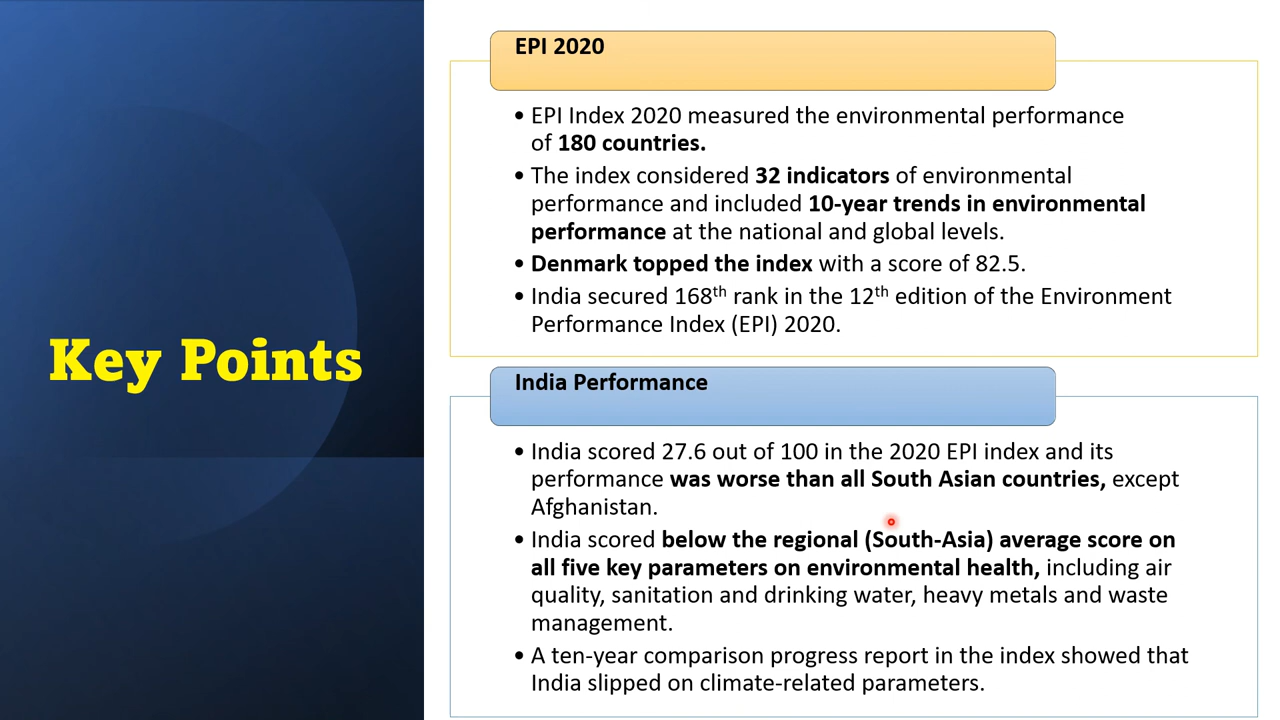 Key Points
EPI 2020
• EPI Index 2020 measured the environmental performance
of 180 countries.
• The index considered 32 indicators of environmental
performance and included 10-year trends in environmental
performance at the national and global levels.
• Denmark topped the index with a score of 82.5.
• India secured 168th rank in the 12th edition of the Environment
Performance Index (EPI) 2020.
India Performance
• India scored 27.6 out of 100 in the 2020 EPI index and its
performance was worse than all South Asian countries, except
Afghanistan.
• India scored below the regional (South-Asia) average score on
all five key parameters on environmental health, including air
quality, sanitation and drinking water, heavy metals and waste
management.
• A ten-year comparison progress report in the index showed that
India slipped on climate-related parameters.